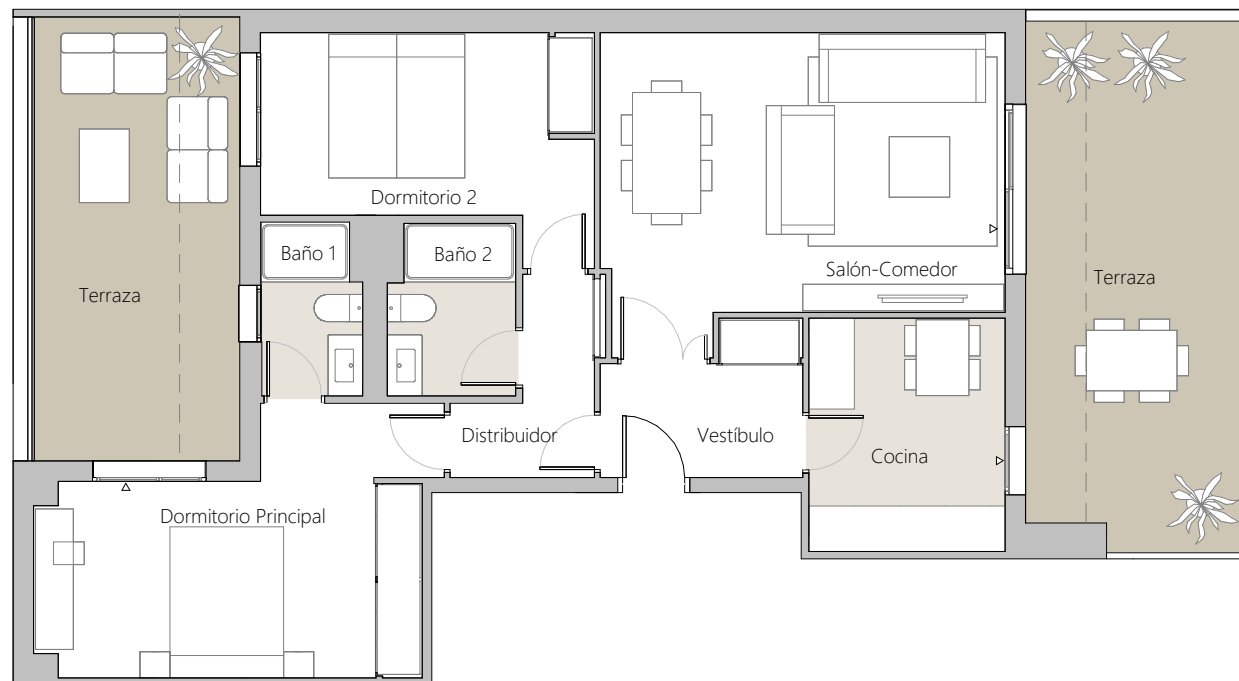 Dormitorio 2
Baño 1
Baño 2
Salón-Comedor
Terraza
Terraza
Distribuidor
Vestíbulo
Cocina
Dormitorio Principal